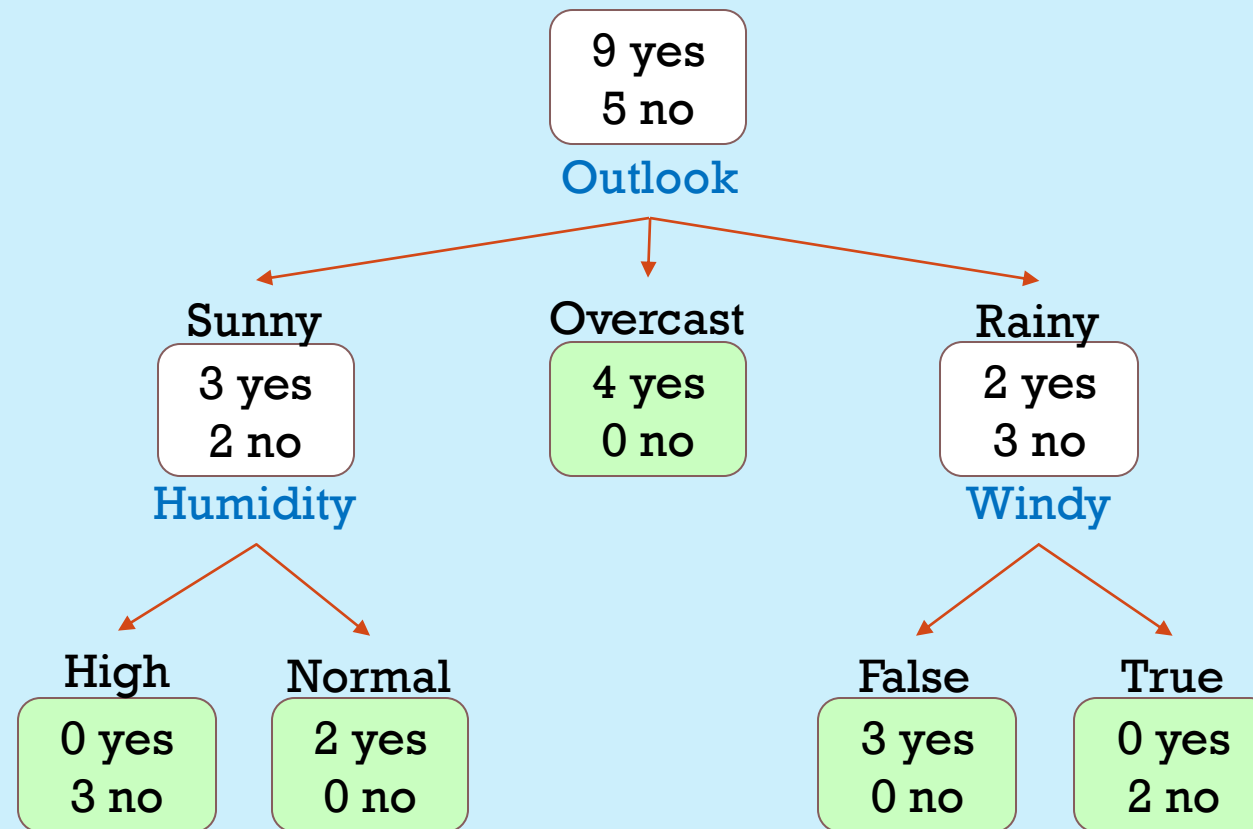 9 yes
5 no
Outlook
Sunny
Overcast
Rainy
3 yes
2 no
4 yes
0 no
2 yes
3 no
Humidity
Windy
High
Normal
False
True
0 yes
3 no
2 yes
0 no
3 yes
0 no
0 yes
2 no